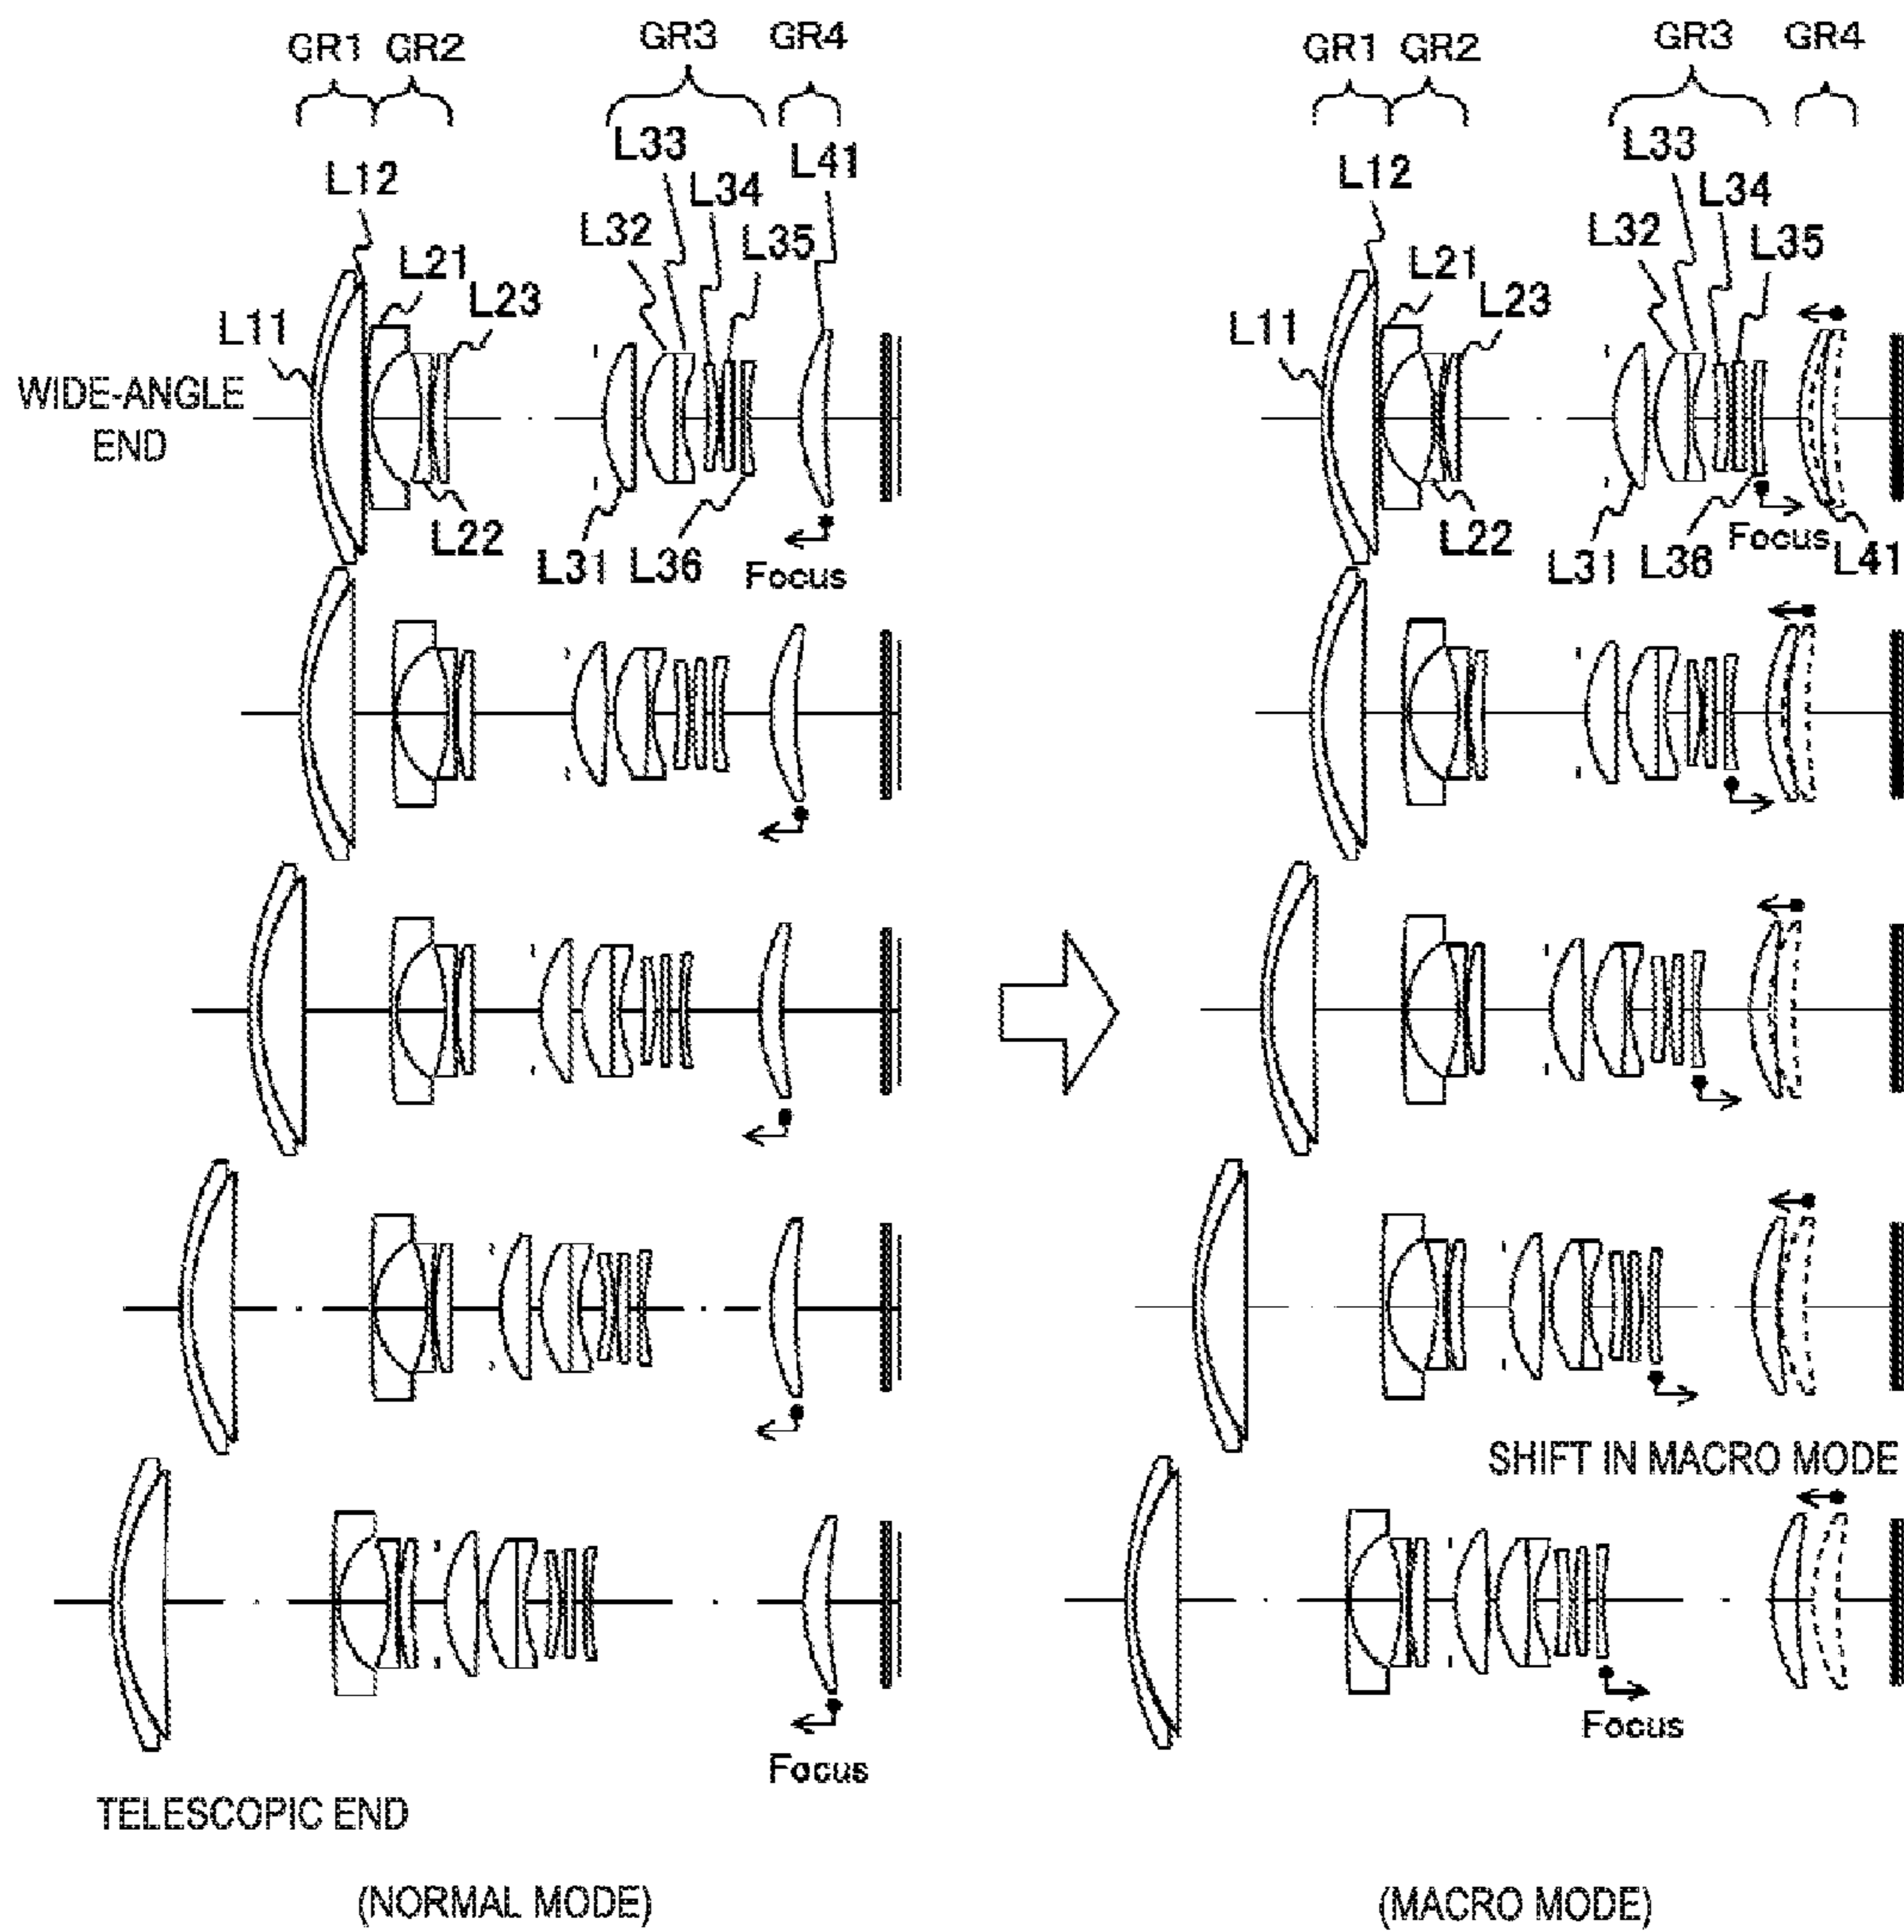 GR1 GR2 GR3 GR4
L33 L41
L12 L34
L32 L35
L21
L23
L11
WIDE-ANGLE
END
L22
L31 L36 Focus
Focus
TELESCOPIC END
(NORMAL MODE)
GR1 GR2 GR3 GR4
L33
L12 L34
L32 L35
L21
L23
L11
L22
Focus
L31 L36 L41
SHIFT IN MACRO MODE
Focus
(MACRO MODE)